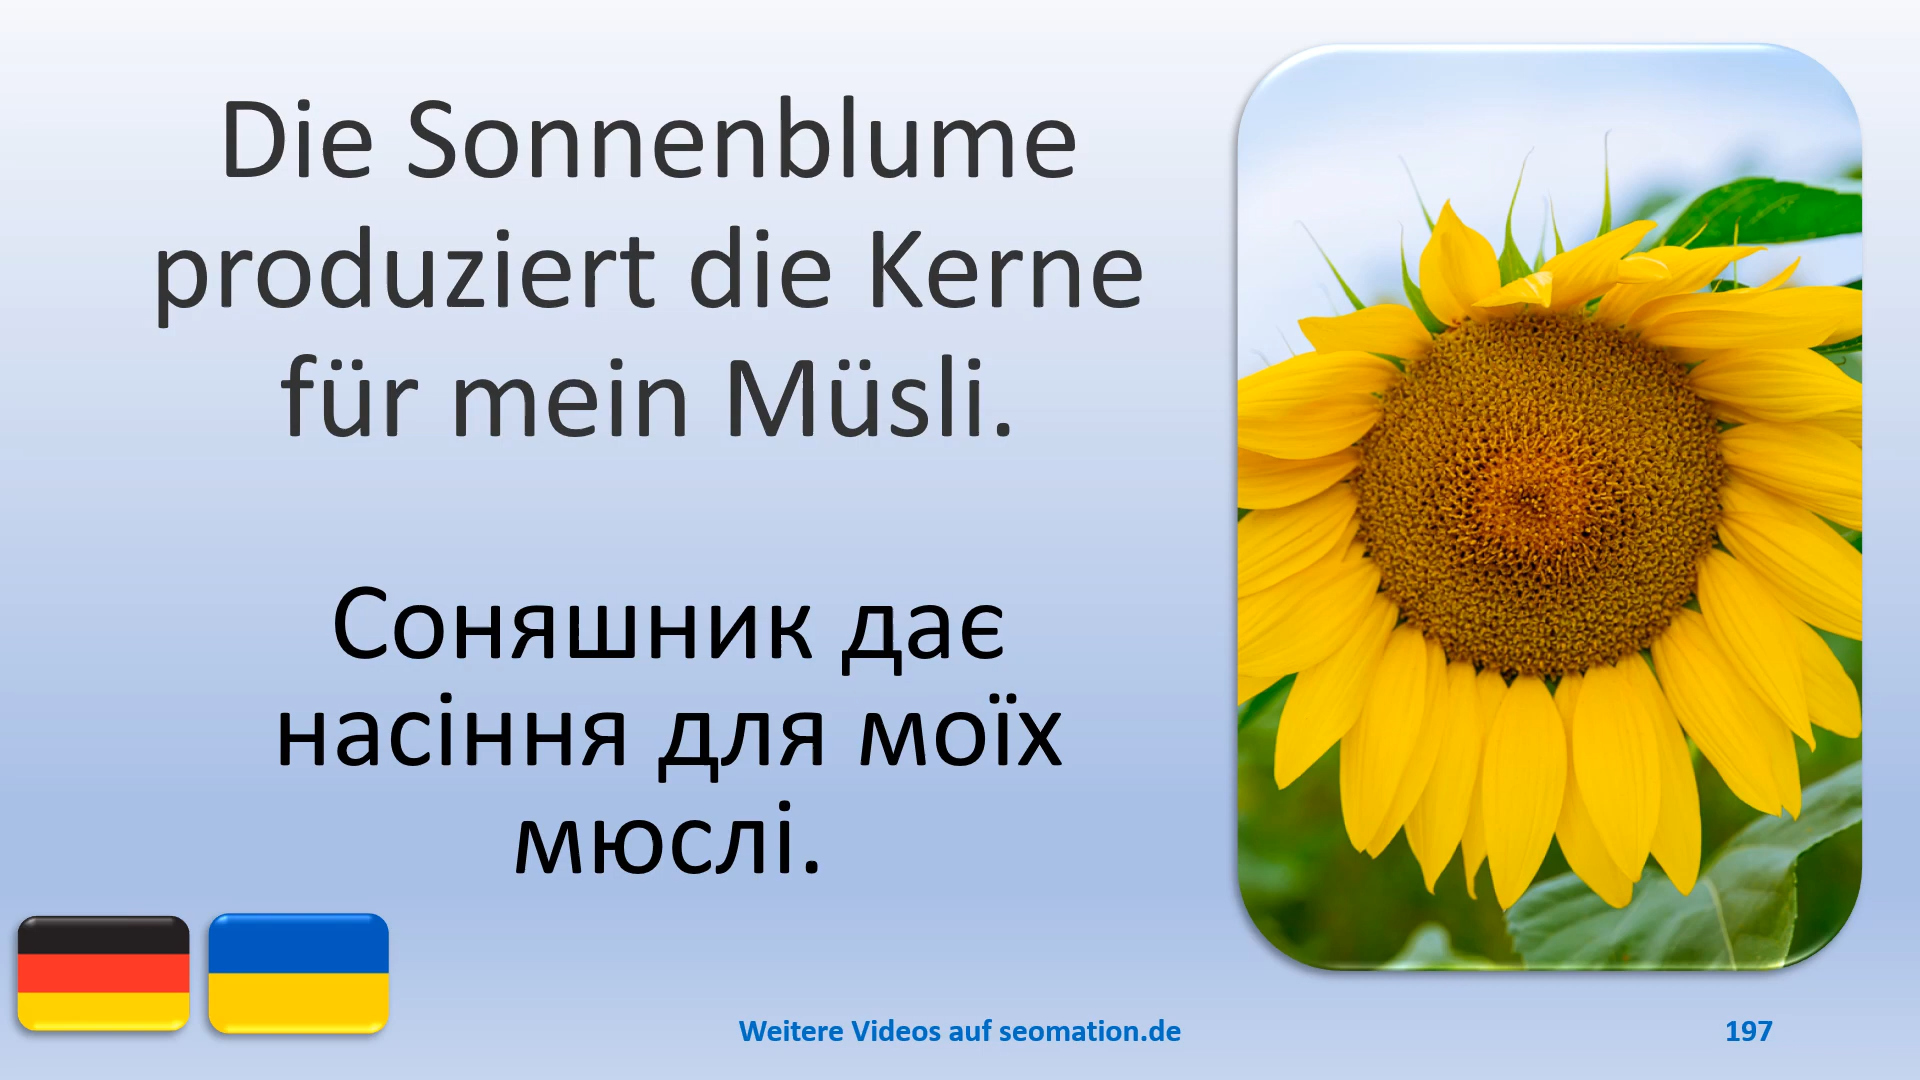 Die Sonnenblume
produziert die Kerne
für mein Müsli.
Соняшник дає
насіння для моїх
мюслі.
Weitere Videos auf seomation.de
197